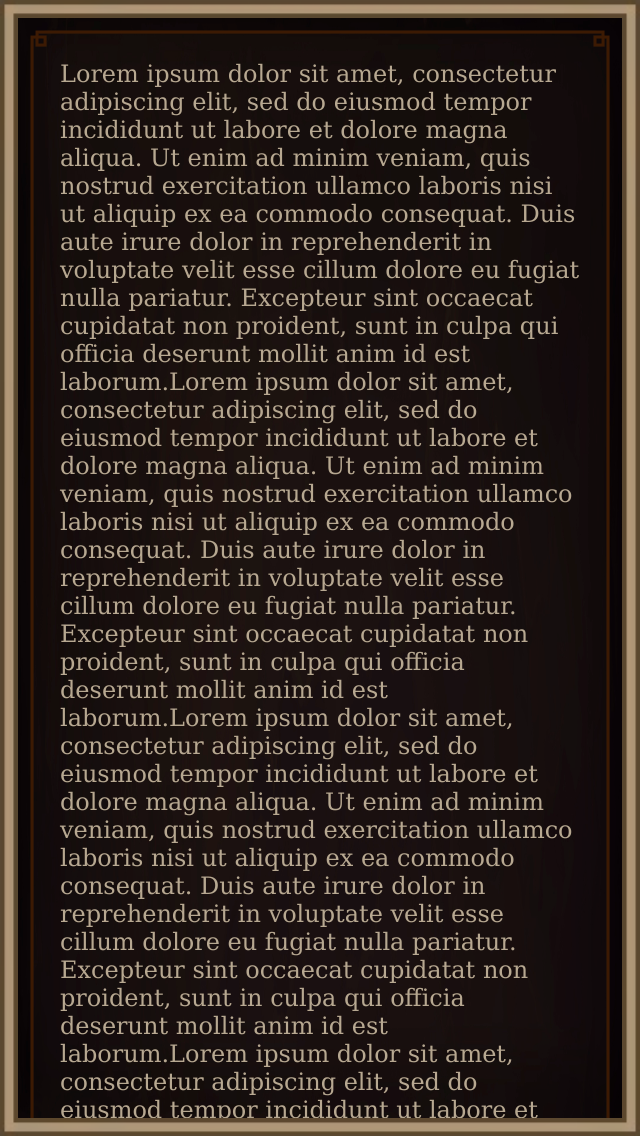 Lorem ipsum dolor sit amet, consectetur
adipiscing elit, sed do eiusmod tempor
incididunt ut labore et dolore magna
aliqua. Ut enim ad minim veniam, quis
nostrud exercitation ullamco laboris nisi
ut aliquip ex ea commodo consequat. Duis
aute irure dolor in reprehenderit in
voluptate velit esse cillum dolore eu fugiat
nulla pariatur. Excepteur sint occaecat
cupidatat non proident, sunt in culpa qui
officia deserunt mollit anim id est
laborum.Lorem ipsum dolor sit amet,
consectetur adipiscing elit, sed do
eiusmod tempor incididunt ut labore et
dolore magna aliqua. Ut enim ad minim
veniam, quis nostrud exercitation ullamco
laboris nisi ut aliquip ex ea commodo
consequat. Duis aute irure dolor in
reprehenderit in voluptate velit esse
cillum dolore eu fugiat nulla pariatur.
Excepteur sint occaecat cupidatat non
proident, sunt in culpa qui officia
deserunt mollit anim id est
laborum.Lorem ipsum dolor sit amet,
consectetur adipiscing elit, sed do
eiusmod tempor incididunt ut labore et
dolore magna aliqua. Ut enim ad minim
veniam, quis nostrud exercitation ullamco
laboris nisi ut aliquip ex ea commodo
consequat. Duis aute irure dolor in
reprehenderit in voluptate velit esse
cillum dolore eu fugiat nulla pariatur.
Excepteur sint occaecat cupidatat non
proident, sunt in culpa qui officia
deserunt mollit anim id est
laborum.Lorem ipsum dolor sit amet,
consectetur adipiscing elit, sed do
eiusmod tempor incididunt ut labore et